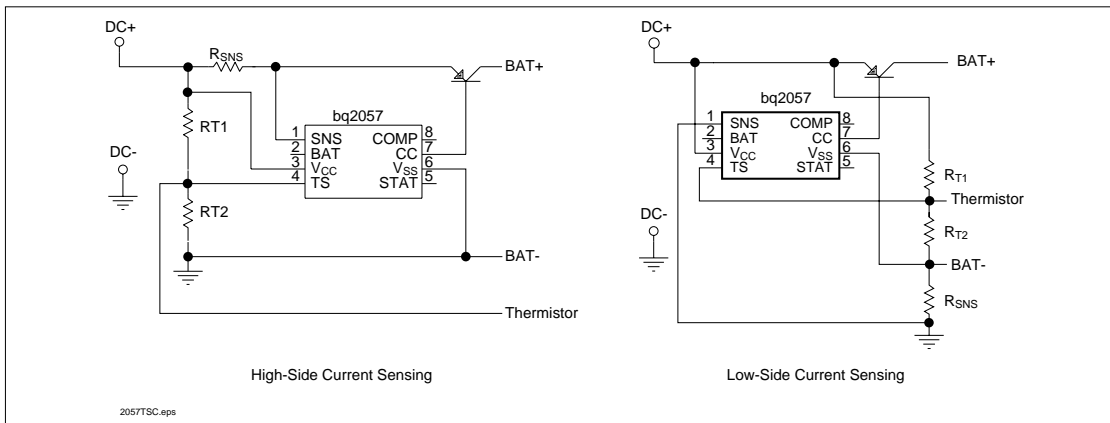 DC+
RSNS
BAT+
bq2057
RT1
1 SNS COMP 8
2 BAT CC 7
3 VCC VSS 6
4 TS STAT 5
DC-
RT2
BAT-
Thermistor
High-Side Current Sensing
2057TSC.eps
DC+
BAT+
bq2057
1 SNS COMP 8
2 BAT CC 7
3 VCC VSS 6
4 TS STAT 5
RT1
Thermistor
DC-
RT2
BAT-
RSNS
Low-Side Current Sensing